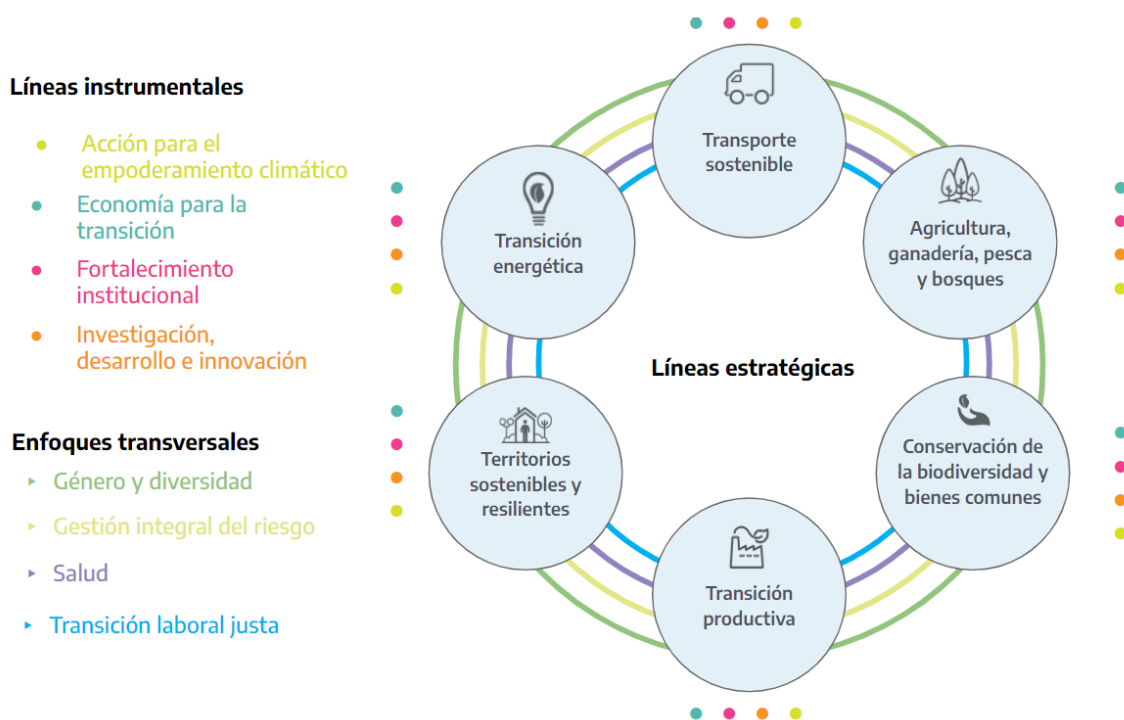 Líneas instrumentales
Acción para el
empoderamiento climático
Economía para la
transición
Fortalecimiento
institucional
Investigación,
desarrollo e innovación
Enfoques transversales
Género y diversidad
Gestión integral del riesgo
Salud
Transición laboral justa
Transporte
sostenible
Transición
energética
Agricultura,
ganadería, pesca
y bosques
Líneas estratégicas
Territorios
sostenibles y
resilientes
Conservación de
la biodiversidad y
bienes comunes
Transición
productiva